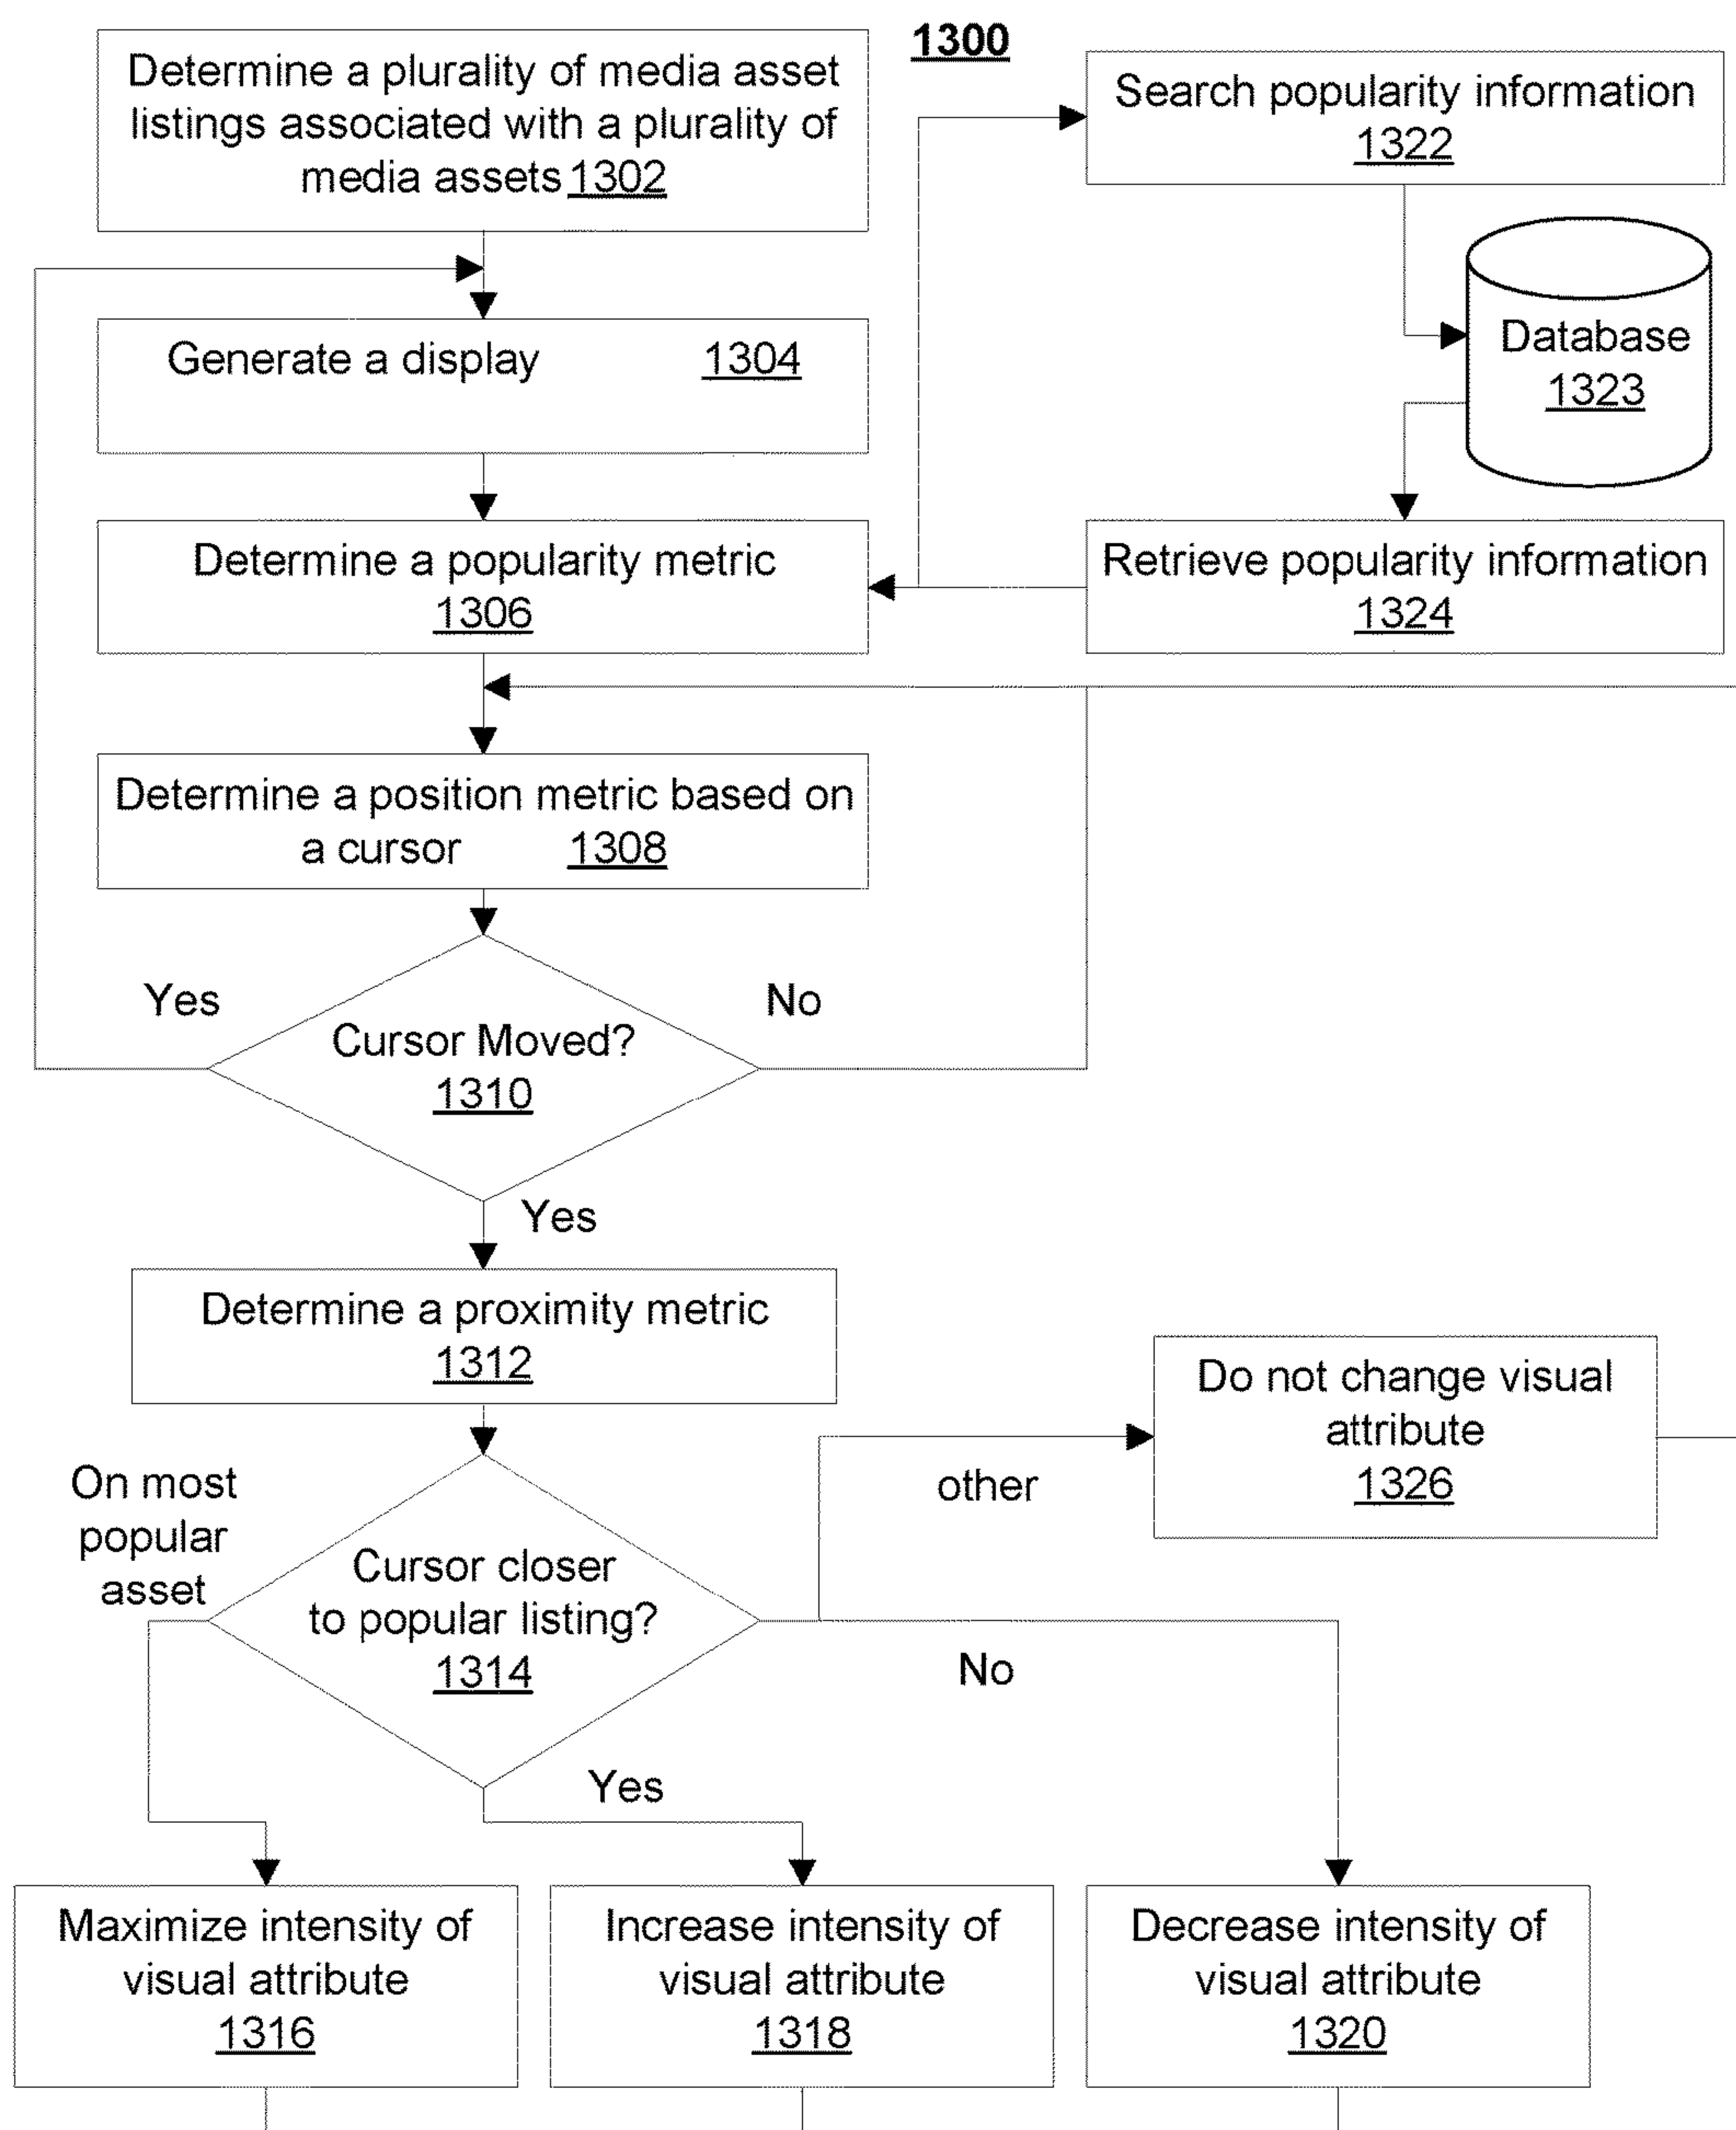 1300
Determine a plurality of media asset
listings associated with a plurality of
media assets 1302
Search popularity information
1322
Database
1323
Generate a display 1304
Determine a popularity metric
1306
Retrieve popularity information
1324
Determine a position metric based on
a cursor 1308
Yes
No
Cursor Moved?
1310
Yes
Determine a proximity metric
1312
Do not change visual
attribute
1326
On most
popular
asset
other
Cursor closer
to popular listing?
1314
No
Yes
Maximize intensity of
visual attribute
1316
Increase intensity of
visual attribute
1318
Decrease intensity of
visual attribute
1320